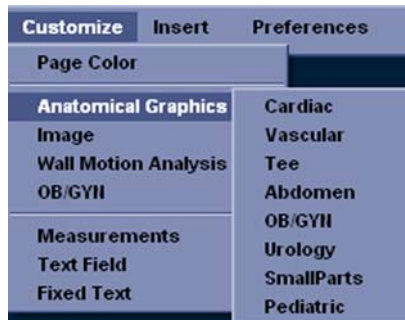 Customize Insert Preferences
Page Color
Anatomical Graphics
Image
Wall Motion Analysis
OB/GYN
Measurements
Text Field
Fixed Text
Cardiac
Vascular
Tee
Abdomen
OB/GYN
Urology
SmallParts
Pediatric